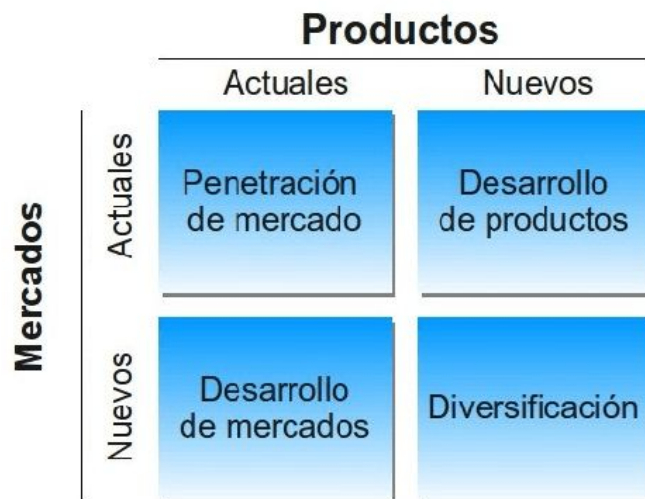 Productos
Actuales Nuevos
Mercados
Actuales
Penetración
de mercado
Desarrollo
de productos
Nuevos
Desarrollo
de mercados
Diversificación